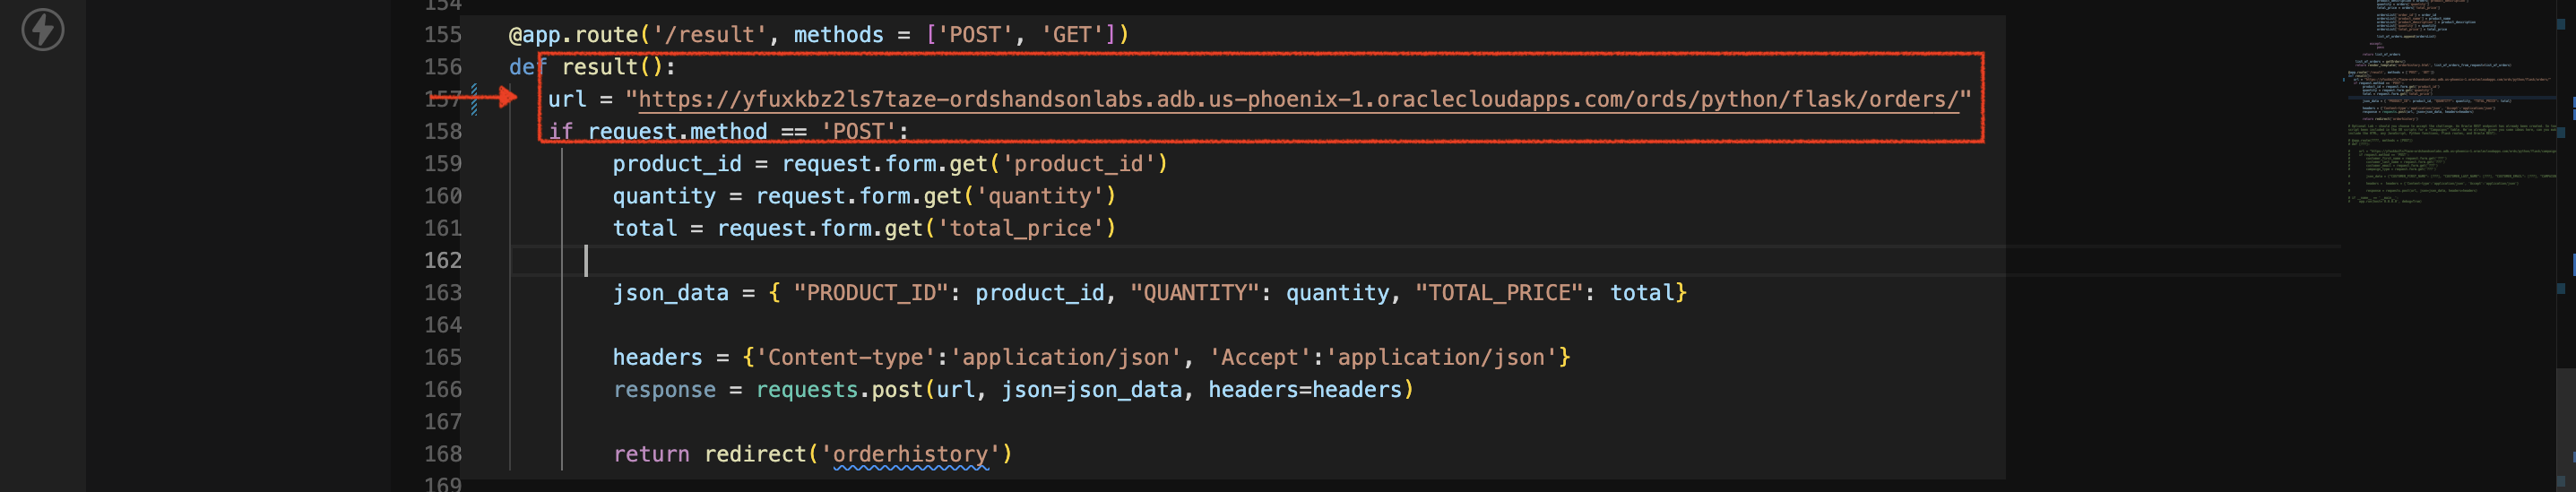 154
155 @app.route('/result', methods = ['POST', 'GET'])
156 def result():
157 url = "https://yfuxkbz2ls7taze-ordshandsonlabs.adb.us-phoenix-1.oraclecloudapps.com/ords/python/flask/orders/"
158 if request.method == 'POST':
159 product_id = request.form.get('product_id')
160 quantity = request.form.get('quantity')
161 total = request.form.get('total_price')
162
163 json_data = { "PRODUCT_ID": product_id, "QUANTITY": quantity, "TOTAL_PRICE": total}
164
165 headers = {'Content-type':'application/json', 'Accept':'application/json'}
166 response = requests.post(url, json=json_data, headers=headers)
167
168 return redirect('orderhistory')
169